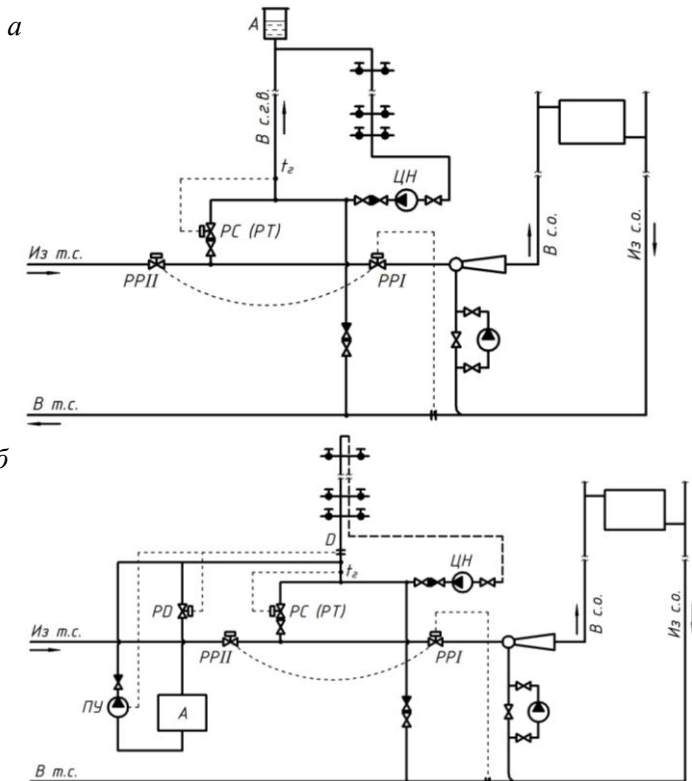 а
А
В с.г.в.
tг
ЦН
РС (РТ)
Из т.с.
РРII
РРI
В с.о.
Из с.о.
В т.с.
б
D
ЦН
tг
РD
РС (РТ)
Из т.с.
РРII
РРI
В с.о.
Из с.о.
ПУ
А
В т.с.